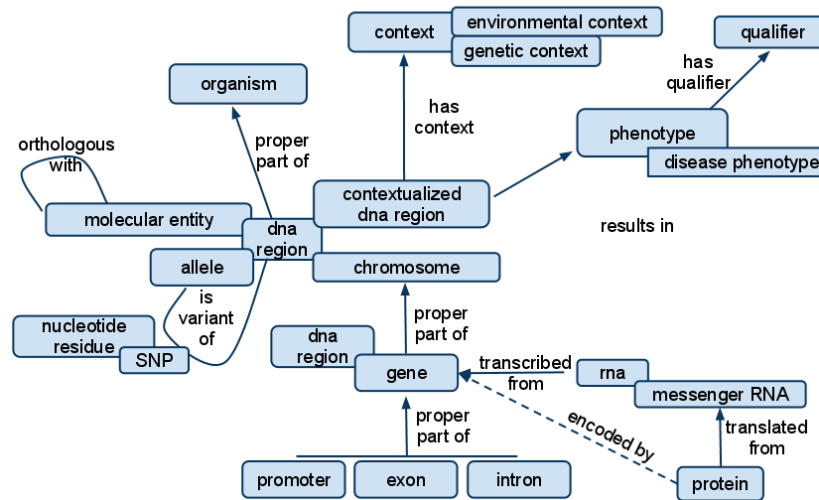 environmental context
context
genetic context
qualifier
organism
has
qualifier
has
context
phenotype
disease phenotype
orthologous
with
proper
part of
contextualized
dna region
molecular entity
dna
region
results in
allele
chromosome
is
variant
of
nucleotide
residue
SNP
proper
part of
dna
region
gene
transcribed
from
rna
messenger RNA
proper
part of
encoded by
translated
from
promoter
exon
intron
protein